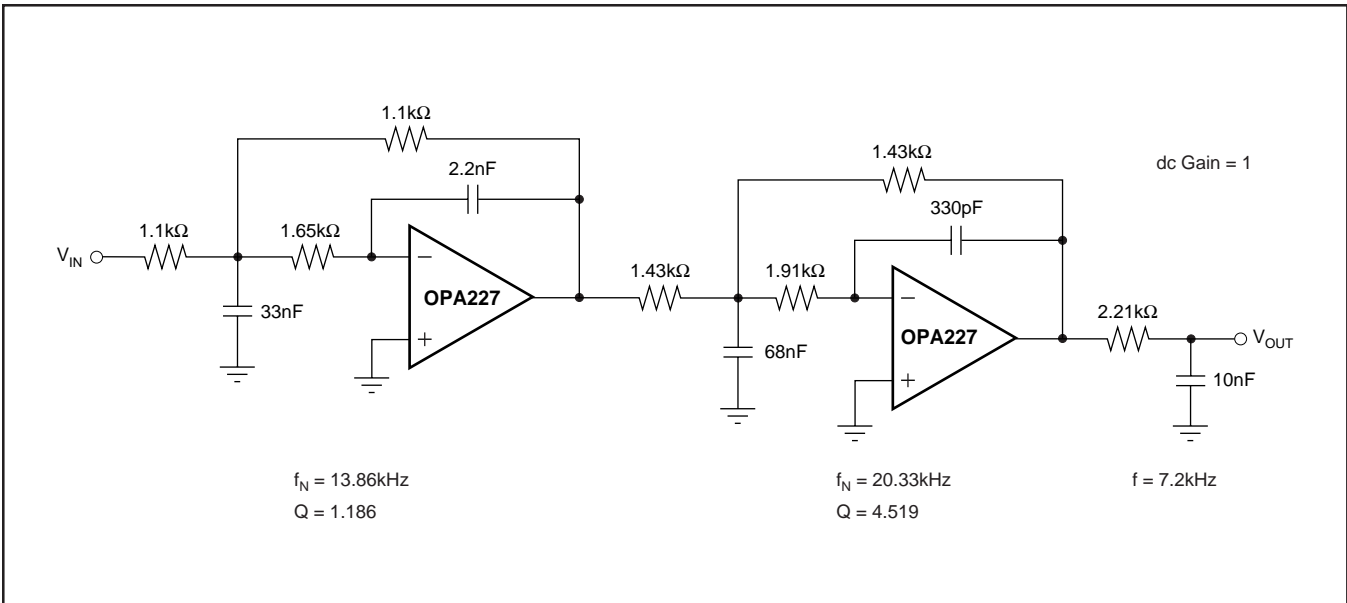 1.1kΩ
2.2nF
1.43kΩ
dc Gain = 1
330pF
V_IN
1.1kΩ
1.65kΩ
−
OPA227
+
33nF
1.43kΩ
1.91kΩ
−
OPA227
+
68nF
2.21kΩ
V_OUT
10nF
f_N = 13.86kHz
Q = 1.186
f_N = 20.33kHz
Q = 4.519
f = 7.2kHz